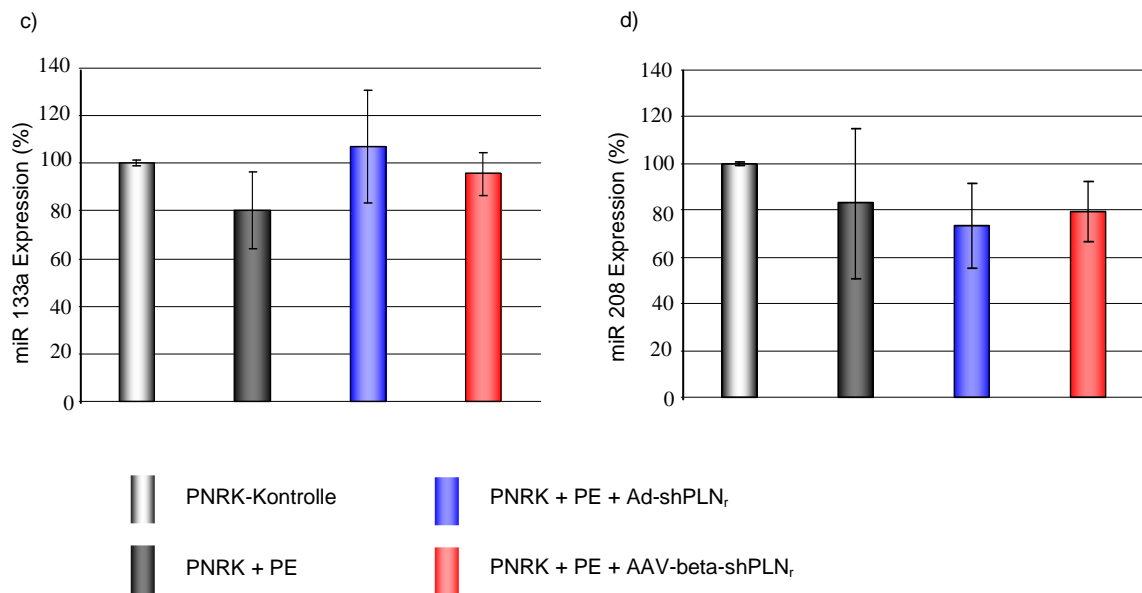 c)
miR 133a Expression (%)
140
120
100
80
60
40
20
0
d)
miR 208 Expression (%)
140
120
100
80
60
40
20
0
PNRK-Kontrolle
PNRK + PE
PNRK + PE + Ad-shPLNr
PNRK + PE + AAV-beta-shPLNr